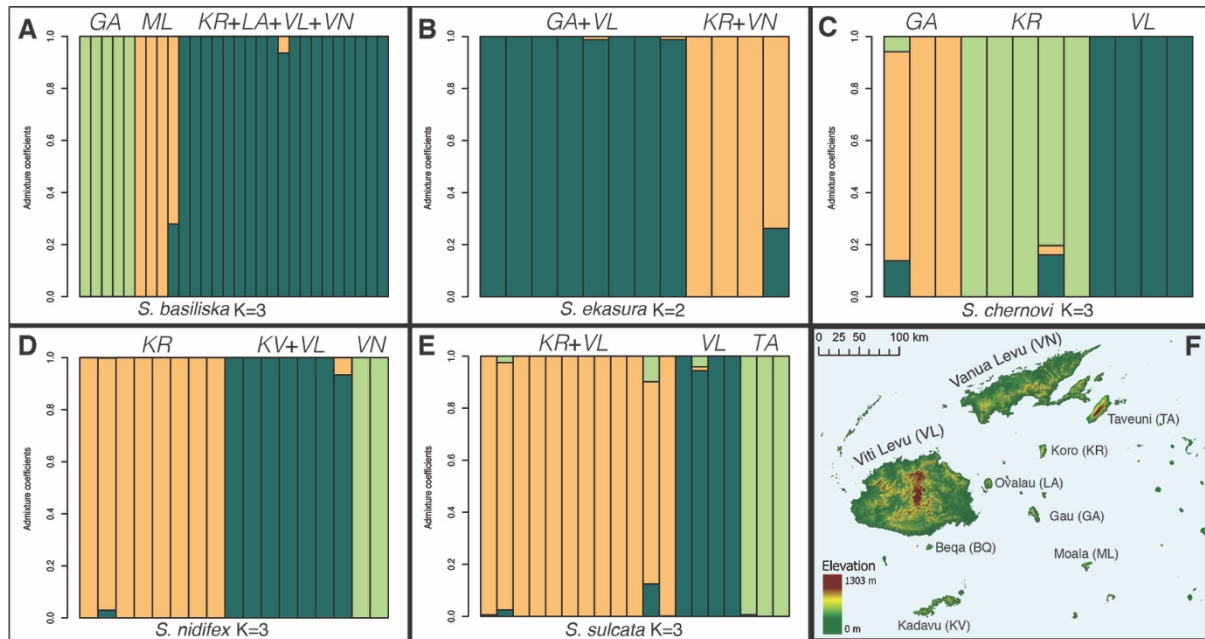 A
GA ML KR+LA+VL+VN
Admixture coefficients
1.0
0.8
0.6
0.4
0.2
0.0
S. basiliska K=3
B
GA+VL KR+VN
Admixture coefficients
1.0
0.8
0.6
0.4
0.2
0.0
S. ekasura K=2
C
GA KR VL
Admixture coefficients
1.0
0.8
0.6
0.4
0.2
0.0
S. chernovi K=3
D
KR KV+VL VN
Admixture coefficients
1.0
0.8
0.6
0.4
0.2
0.0
S. nidifex K=3
E
KR+VL VL TA
Admixture coefficients
1.0
0.8
0.6
0.4
0.2
0.0
S. sulcata K=3
F
0 25 50 100 km
Vanua Levu (VN)
Taveuni (TA)
Viti Levu (VL)
Koro (KR)
Ovalau (LA)
Gau (GA)
Beqa (BQ)
Moala (ML)
Elevation
1303 m
0 m
Kadavu (KV)